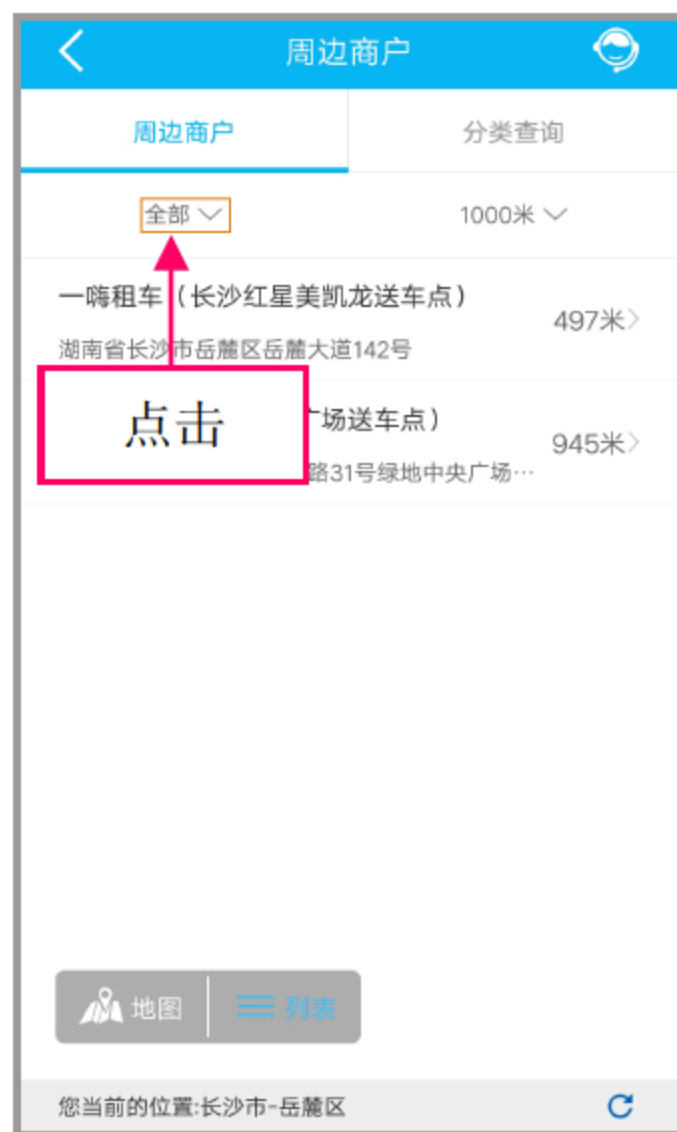 周边商户
周边商户 分类查询
全部 1000米
一嗨租车（长沙红星美凯龙送车点）
497米
湖南省长沙市岳麓区岳麓大道142号
点击
场送车点）
945米
路31号绿地中央广场…
地图 列表
您当前的位置:长沙市-岳麓区